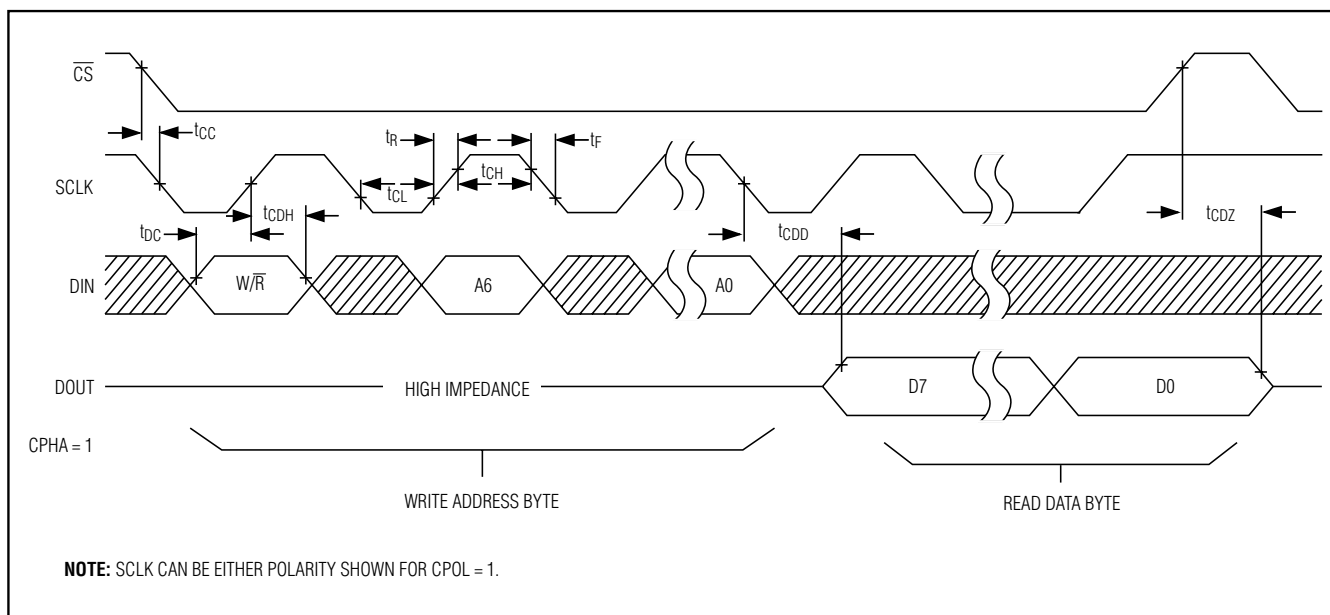 C̅S̅
tCC
tR
tF
SCLK
tCL
tCH
tCDH
tDC
tCDD
tCDZ
DIN
W/R̅
A6
A0
DOUT
HIGH IMPEDANCE
D7
D0
CPHA = 1
WRITE ADDRESS BYTE
READ DATA BYTE
NOTE: SCLK CAN BE EITHER POLARITY SHOWN FOR CPOL = 1.